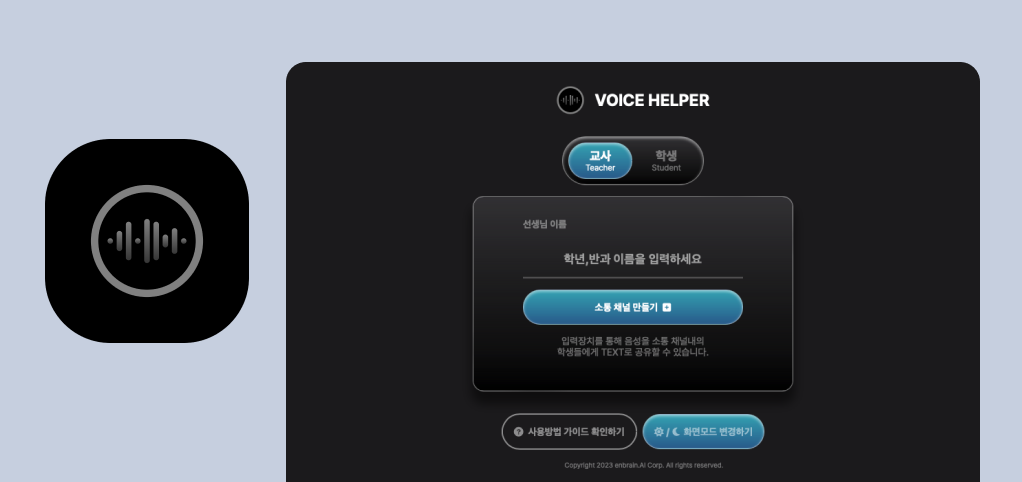 VOICE HELPER
교사 학생
Teacher Student
선생님 이름
학년,반과 이름을 입력하세요
소통 채널 만들기
입력장치를 통해 음성을 소통 채널내의
학생들에게 TEXT로 공유할 수 있습니다.
사용방법 가이드 확인하기 / 화면모드 변경하기
Copyright 2023 enbrain.AI Corp. All rights reserved.